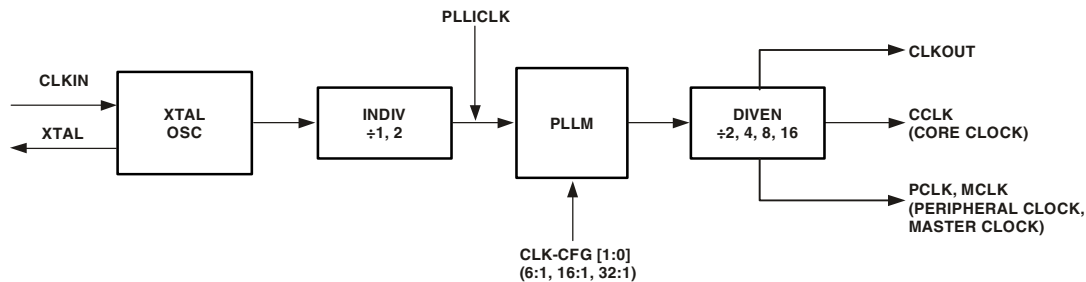 PLLICLK
CLKIN
XTAL
XTAL
OSC
INDIV
÷1, 2
PLLM
DIVEN
÷2, 4, 8, 16
CLKOUT
CCLK
(CORE CLOCK)
PCLK, MCLK
(PERIPHERAL CLOCK,
MASTER CLOCK)
CLK-CFG [1:0]
(6:1, 16:1, 32:1)